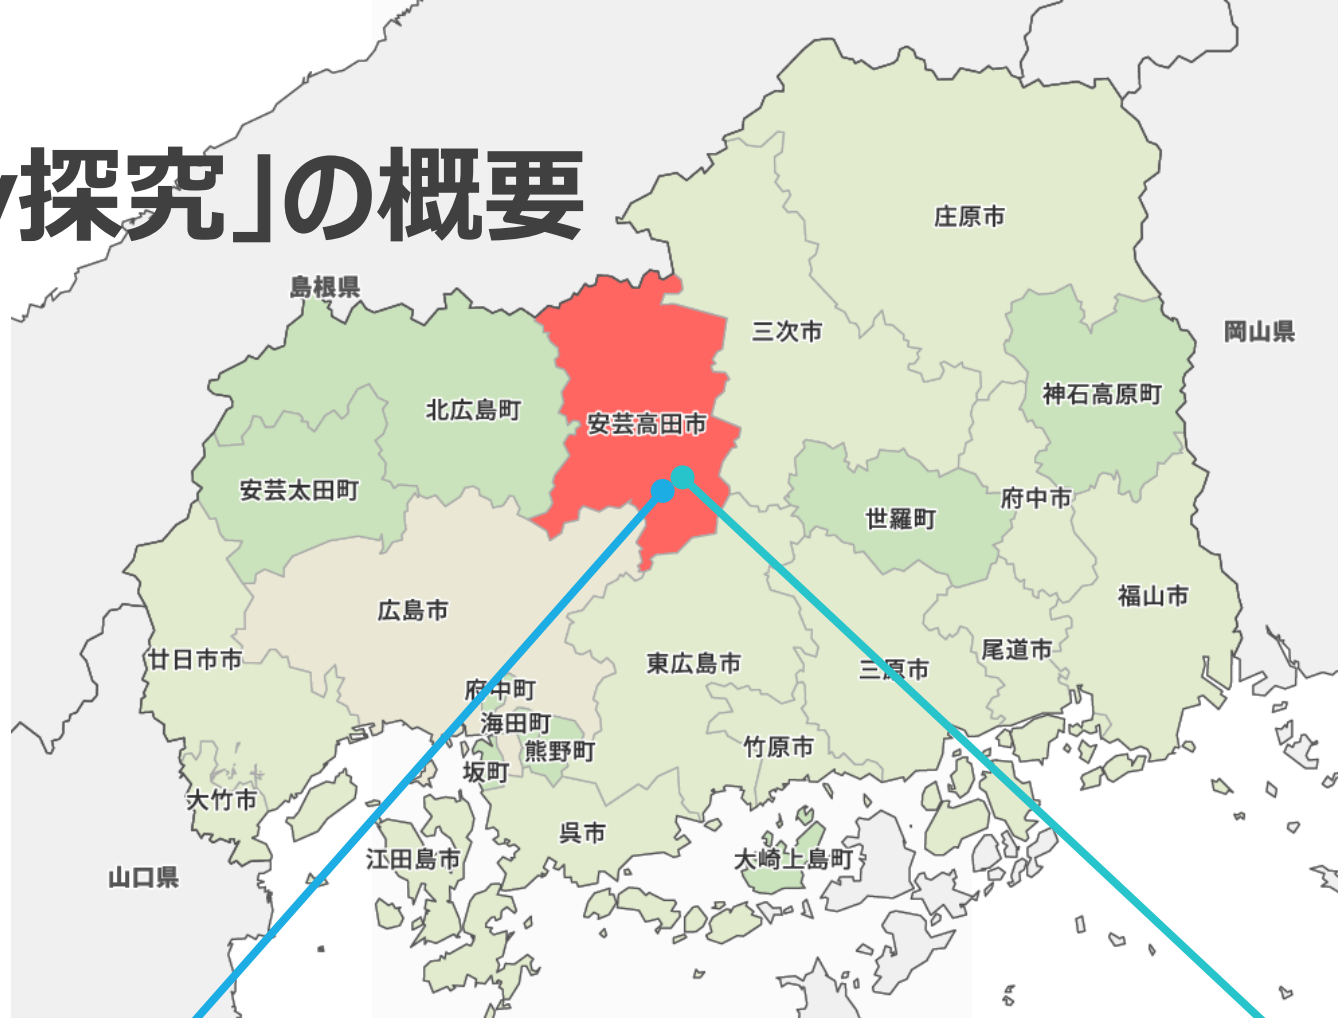 y探究」の概要
庄原市
島根県
三次市
岡山県
神石高原町
北広島町
安芸高田市
安芸太田町
府中市
世羅町
福山市
広島市
尾道市
廿日市市
東広島市
三原市
府中町
海田町
熊野町
竹原市
坂町
大竹市
呉市
江田島市
大崎上島町
山口県